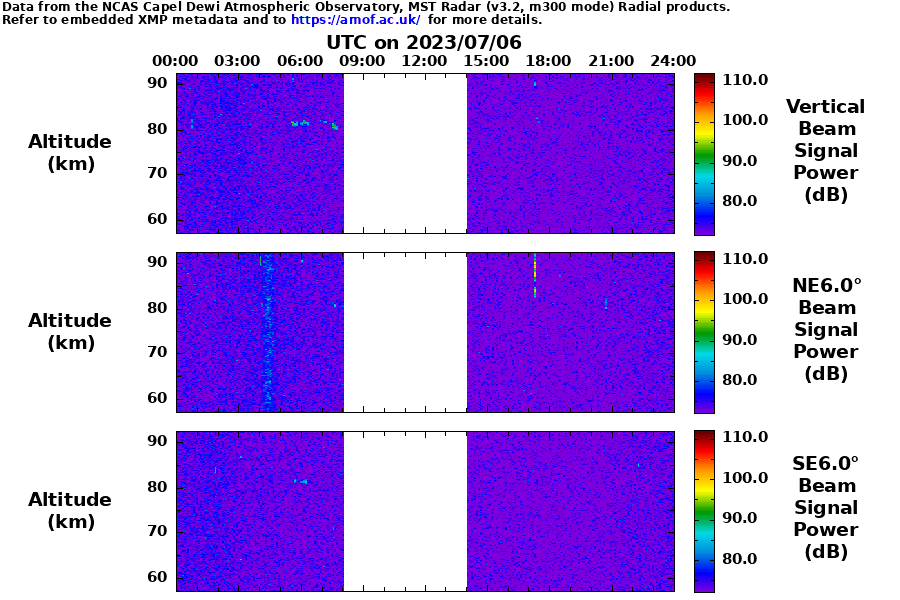 Data from the NCAS Capel Dewi Atmospheric Observatory, MST Radar (v3.2, m300 mode) Radial products.
Refer to embedded XMP metadata and to https://amof.ac.uk/ for more details.
UTC on 2023/07/06
00:00 03:00 06:00 09:00 12:00 15:00 18:00 21:00 24:00
Altitude
(km)
90
80
70
60
110.0
100.0
90.0
80.0
Vertical
Beam
Signal
Power
(dB)
Altitude
(km)
90
80
70
60
110.0
100.0
90.0
80.0
NE6.0°
Beam
Signal
Power
(dB)
Altitude
(km)
90
80
70
60
110.0
100.0
90.0
80.0
SE6.0°
Beam
Signal
Power
(dB)